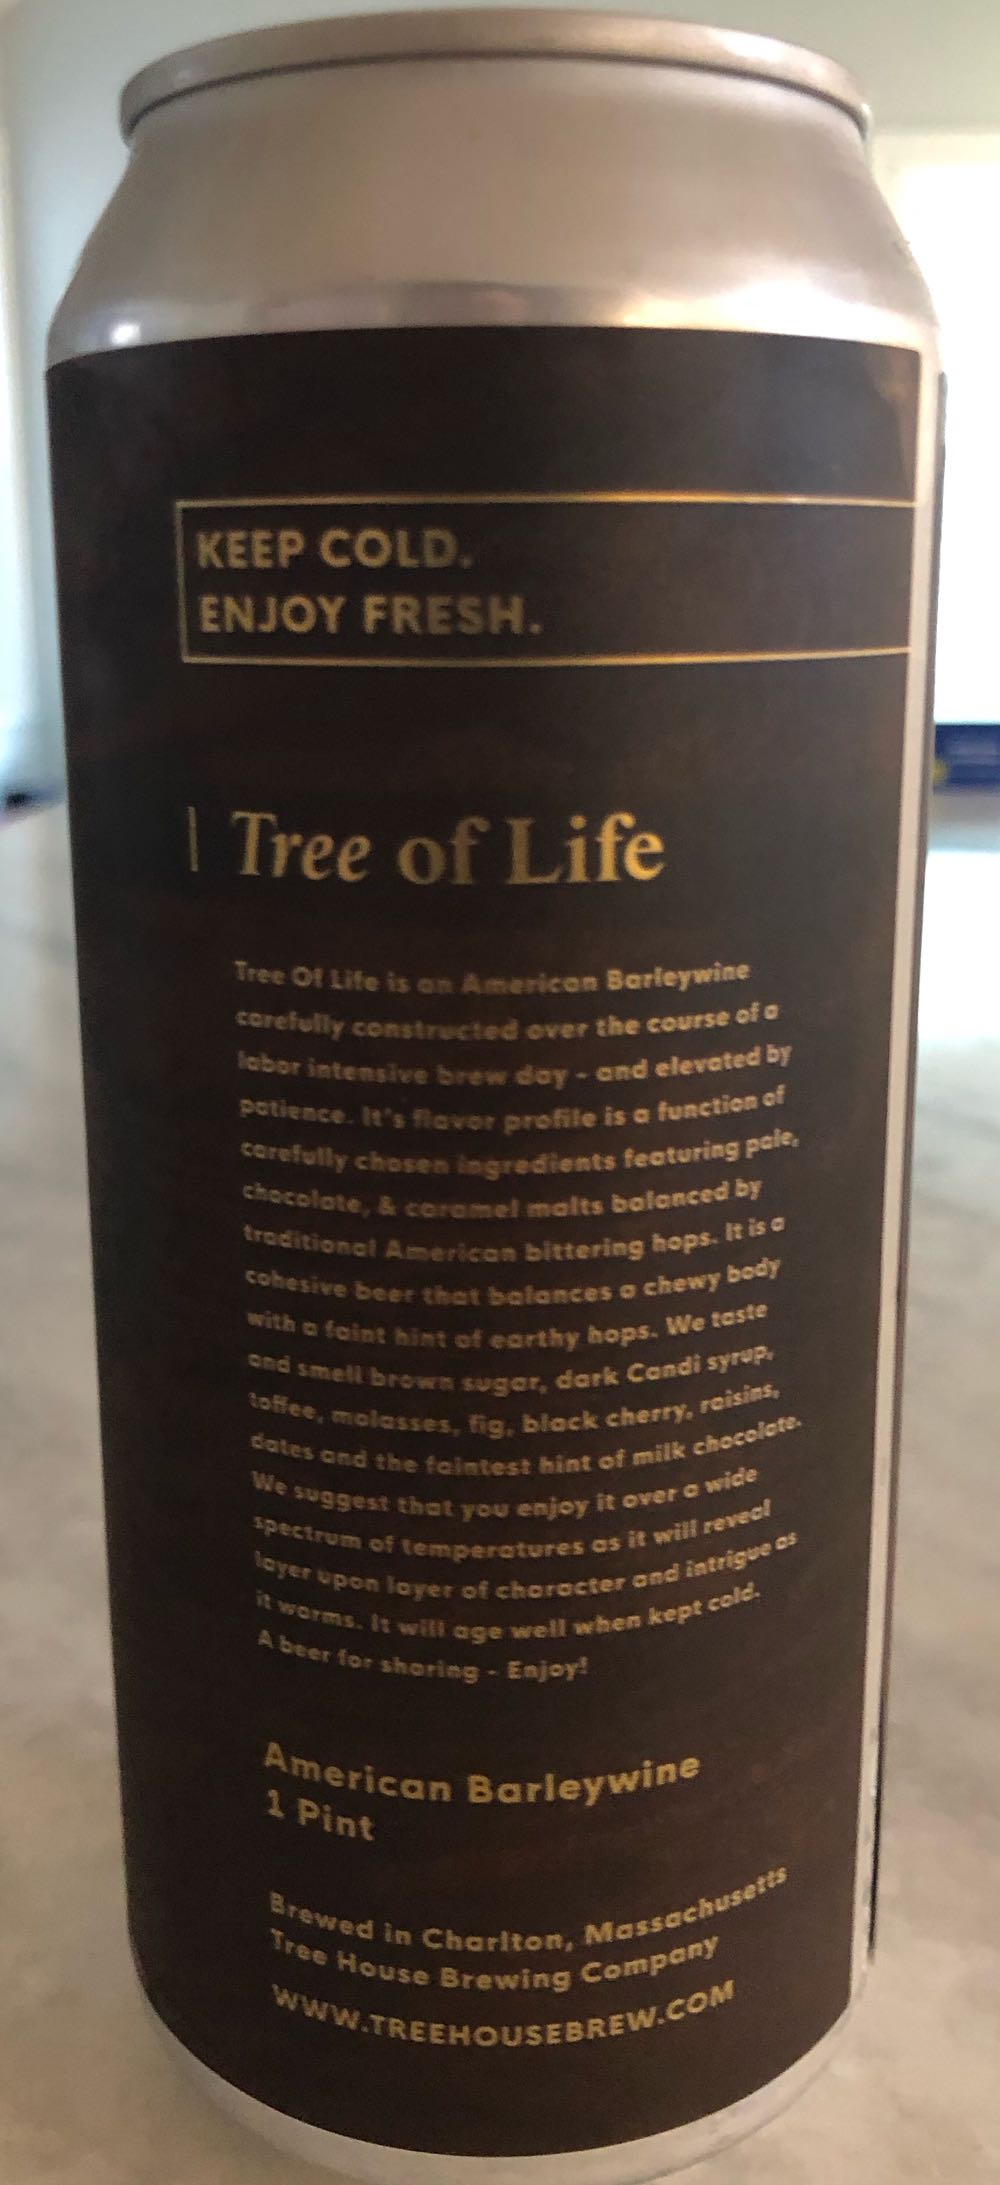 KEEP COLD.
ENJOY FRESH.
Tree of Life
Tree Of Life is an American Barleywine
carefully constructed over the course of a
labor intensive brew day - and elevated by
patience. It's flavor profile is a function of
carefully chosen ingredients featuring pale,
chocolate, & caramel malts balanced by
traditional American bittering hops. It is a
cohesive beer that balances a chewy body
with a faint hint of earthy hops. We taste
and smell brown sugar, dark Candi syrup,
toffee, molasses, fig, black cherry, raisins,
dates and the faintest hint of milk chocolate.
We suggest that you enjoy it over a wide
spectrum of temperatures as it will reveal
layer upon layer of character and intrigue as
it warms. It will age well when kept cold.
A beer for sharing - Enjoy!
American Barleywine
1 Pint
Brewed in Charlton, Massachusetts
Tree House Brewing Company
WWW.TREEHOUSEBREW.COM